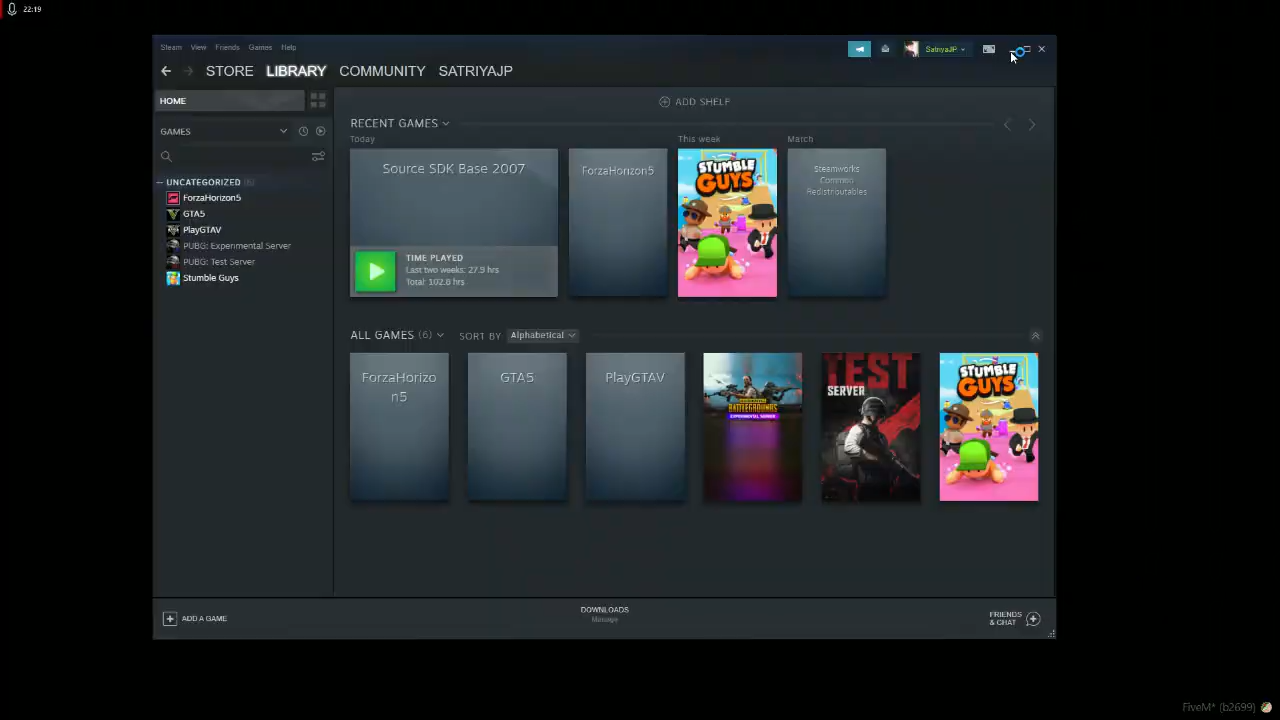 22:19
Steam View Friends Games Help
SatriyaJP
STORE LIBRARY COMMUNITY SATRIYAJP
HOME
ADD SHELF
GAMES
RECENT GAMES
Today
This week
March
UNCATEGORIZED (6)
ForzaHorizon5
GTA5
PlayGTAV
PUBG: Experimental Server
PUBG: Test Server
Stumble Guys
Source SDK Base 2007
TIME PLAYED
Last two weeks: 27.9 hrs
Total: 102.8 hrs
ForzaHorizon5
STUMBLE
GUYS
Steamworks
Common
Redistributables
ALL GAMES (6) SORT BY Alphabetical
ForzaHorizo
n5
GTA5
PlayGTAV
BATTLEGROUNDS
EXPERIMENTAL SERVER
TEST
SERVER
STUMBLE
GUYS
ADD A GAME
DOWNLOADS
Manage
FRIENDS
& CHAT
FiveM* (b2699)